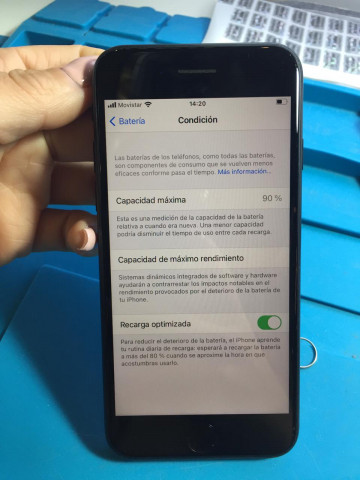 Movistar 14:20
Batería Condición
Las baterías de los teléfonos, como todas las baterías,
son componentes de consumo que se vuelven menos
eficaces conforme pasa el tiempo. Más información...
Capacidad máxima 90 %
Esta es una medición de la capacidad de la batería
relativa a cuando era nueva. Una menor capacidad
podría disminuir el tiempo de uso entre cada recarga.
Capacidad de máximo rendimiento
Sistemas dinámicos integrados de software y hardware
ayudarán a contrarrestar los impactos notables en el
rendimiento provocados por el deterioro de la batería de
tu iPhone.
Recarga optimizada
Para reducir el deterioro de la batería, el iPhone aprende
tu rutina diaria de recarga: esperará a recargar la batería
a más del 80 % cuando se aproxime la hora en que
acostumbras usarlo.